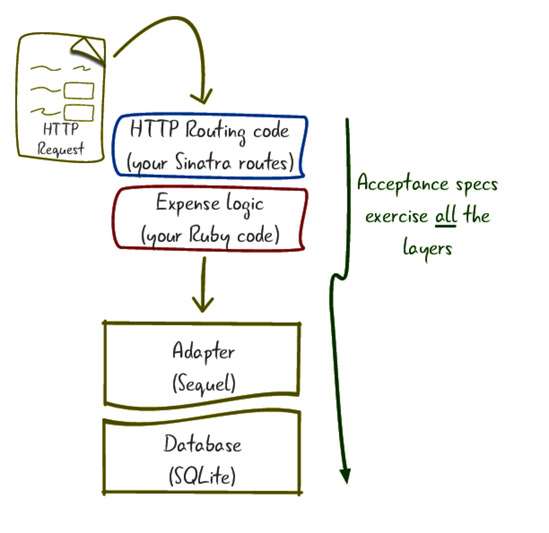 HTTP
Request
HTTP Routing code
(your Sinatra routes)
Expense logic
(your Ruby code)
Acceptance specs
exercise all the
layers
Adapter
(Sequel)
Database
(SQLite)